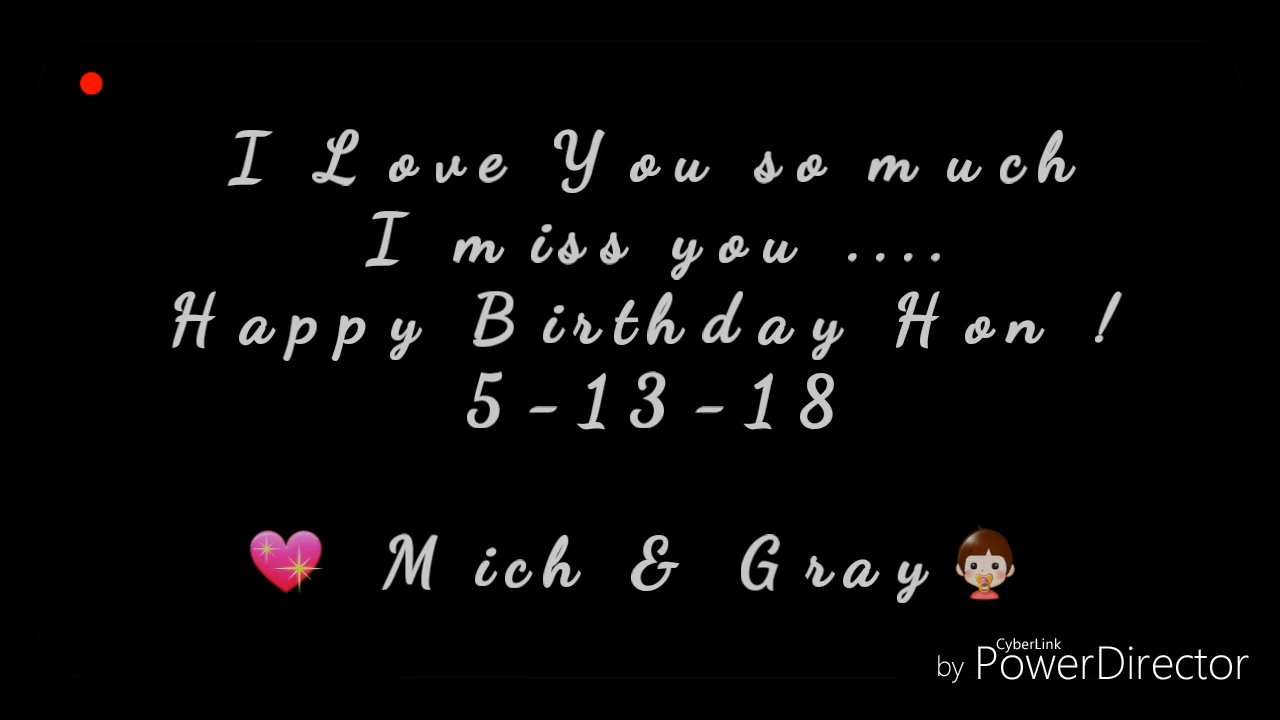 I Love You so much
I miss you ....
Happy Birthday Hon !
5-13-18
💖 Mich & Gray 👶
by CyberLink PowerDirector